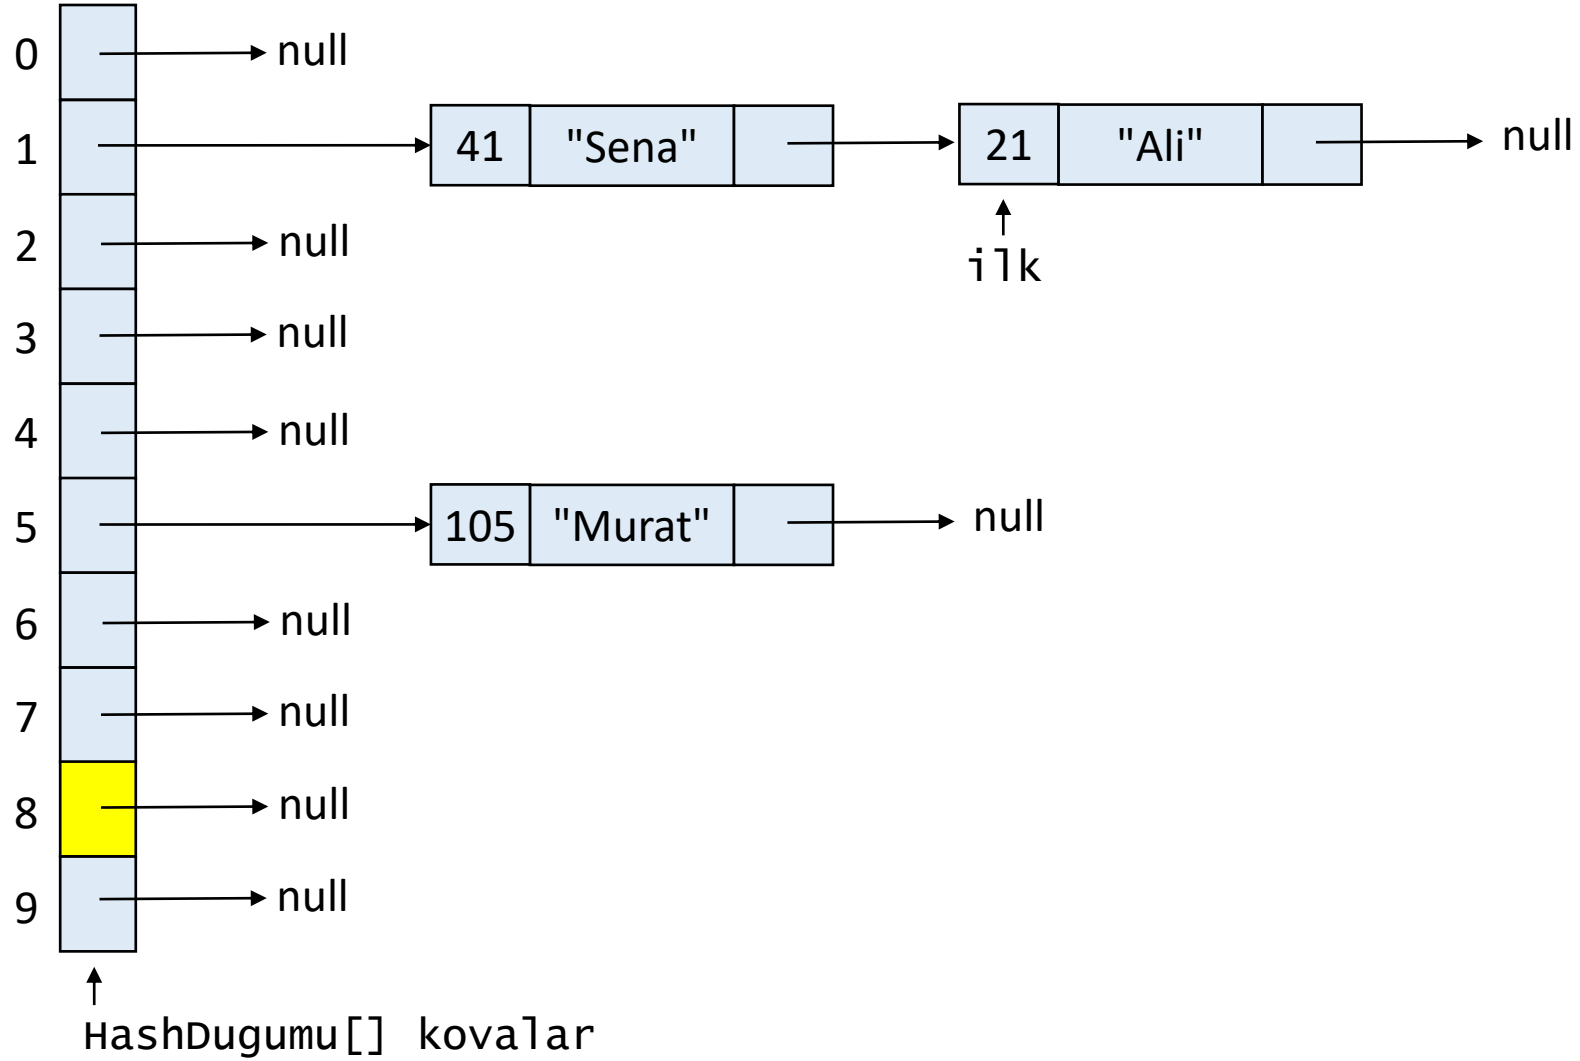 0 null
1 41 "Sena" 21 "Ali" null
ilk
2 null
3 null
4 null
5 105 "Murat" null
6 null
7 null
8 null
9 null
HashDugumu[] kovalar